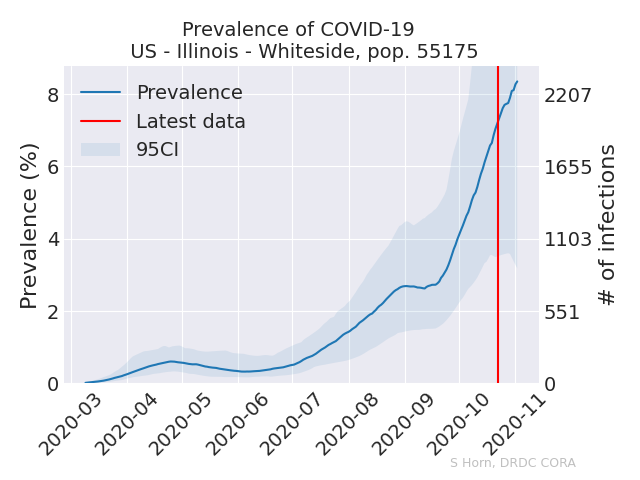 Prevalence of COVID-19
US - Illinois - Whiteside, pop. 55175
Prevalence
Latest data
95CI
Prevalence (%)
8
6
4
2
0
2207
1655
1103
551
0
# of infections
2020-03
2020-04
2020-05
2020-06
2020-07
2020-08
2020-09
2020-10
2020-11
S Horn, DRDC CORA